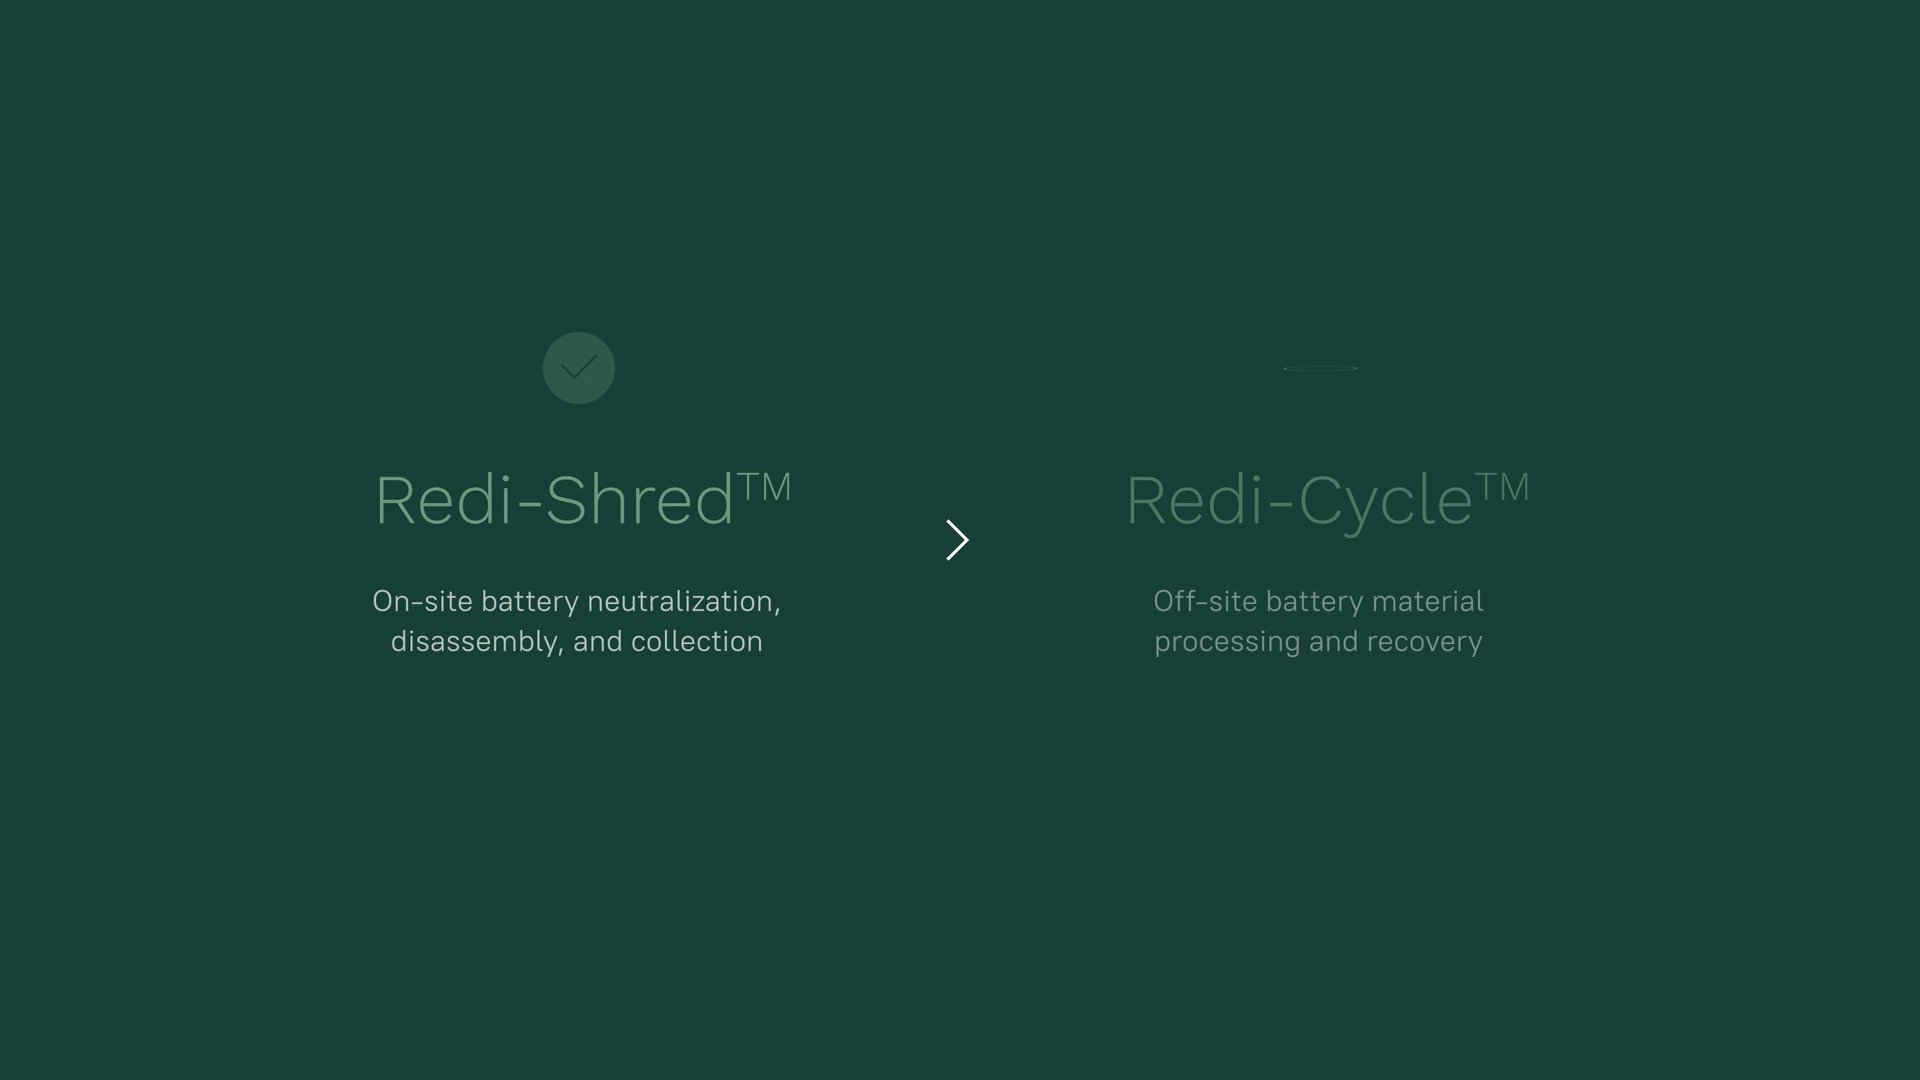 Redi-Shred™
On-site battery neutralization,
disassembly, and collection
Redi-Cycle™
Off-site battery material
processing and recovery